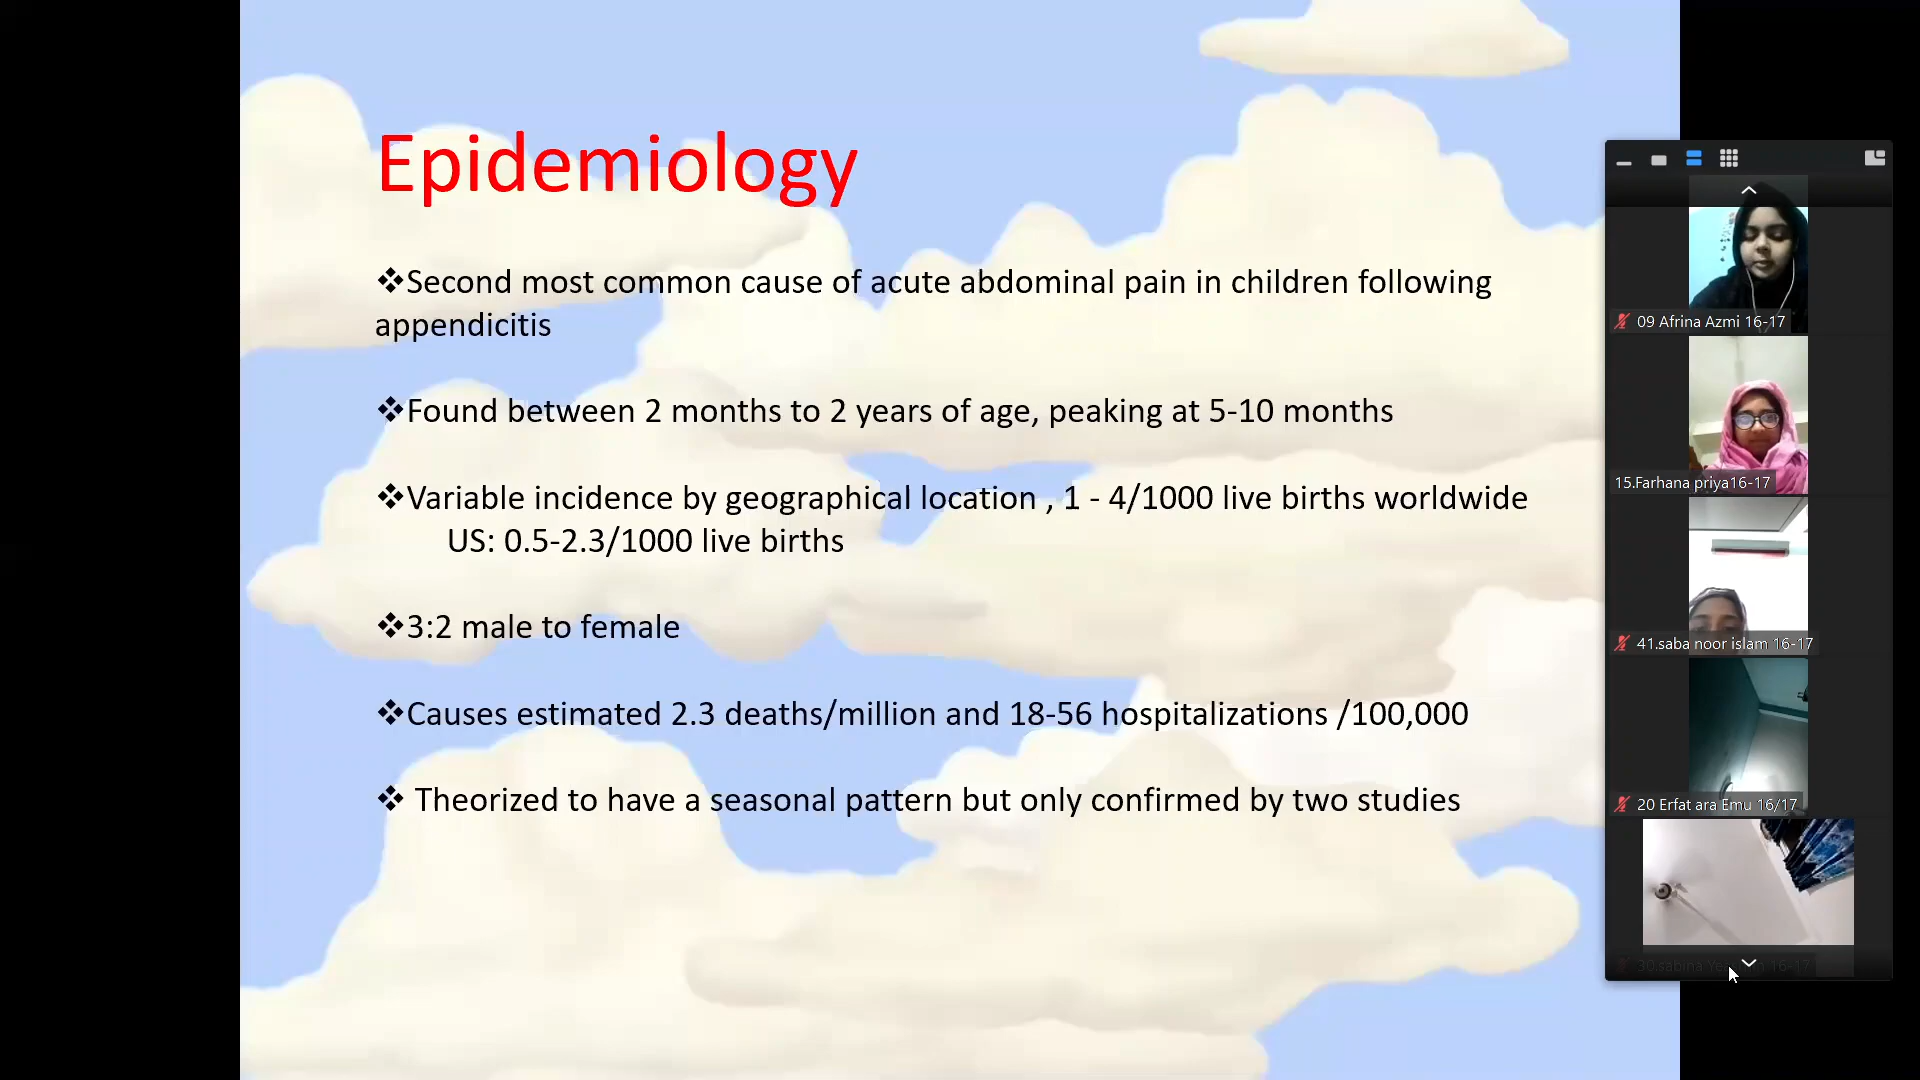 Epidemiology
❖Second most common cause of acute abdominal pain in children following
appendicitis
❖Found between 2 months to 2 years of age, peaking at 5-10 months
❖Variable incidence by geographical location , 1 - 4/1000 live births worldwide
US: 0.5-2.3/1000 live births
❖3:2 male to female
❖Causes estimated 2.3 deaths/million and 18-56 hospitalizations /100,000
❖ Theorized to have a seasonal pattern but only confirmed by two studies
09 Afrina Azmi 16-17
15.Farhana priya16-17
41.saba noor islam 16-17
20 Erfat ara Emu 16/17
30.sabina 16-17